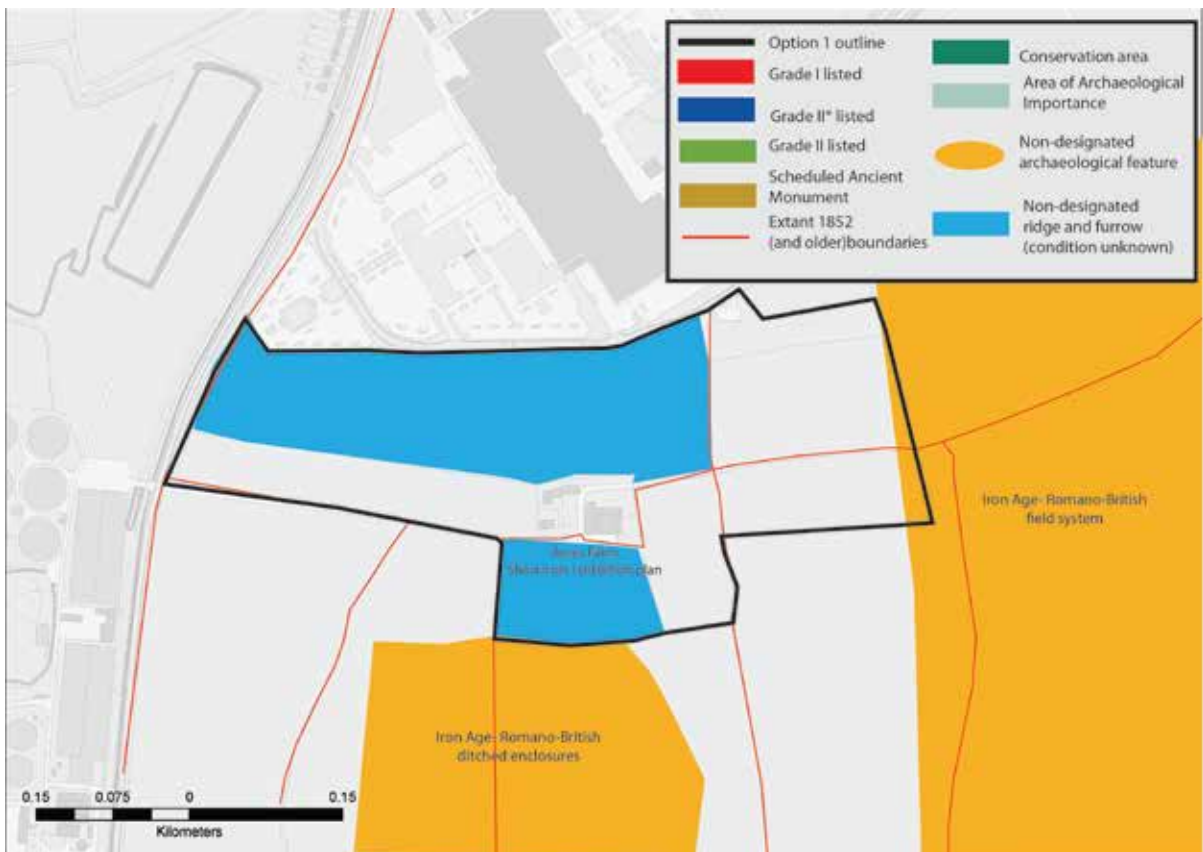 Option 1 outline
Grade I listed
Grade II* listed
Grade II listed
Scheduled Ancient
Monument
Extant 1852
(and older)boundaries
Conservation area
Area of Archaeological
Importance
Non-designated
archaeological feature
Non-designated
ridge and furrow
(condition unknown)
Iron Age- Romano-British
field system
Farm
plan
Iron Age- Romano-British
ditched enclosures
0.15 0.075 0 0.15
Kilometers